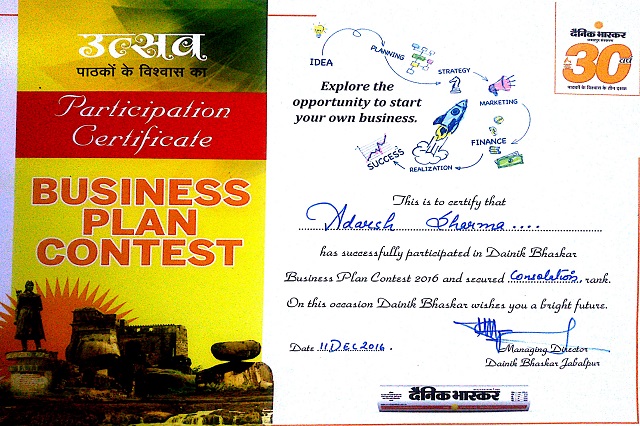 उत्सव
पाठकों के विश्वास का
Participation
Certificate
BUSINESS
PLAN
CONTEST
IDEA
PLANNING
STRATEGY
MARKETING
FINANCE
REALIZATION
SUCCESS
Explore the
opportunity to start
your own business.
दैनिक भास्कर
जबलपुर संस्करण
30 वर्ष
पाठकों के विश्वास के तीन दशक
This is to certify that
Adarsh Sharma....
has successfully participated in Dainik Bhaskar
Business Plan Contest 2016 and secured Consolation, rank.
On this occasion Dainik Bhaskar wishes you a bright future.
Date 11 DEC 2016.
Managing Director
Dainik Bhaskar Jabalpur
दैनिक भास्कर